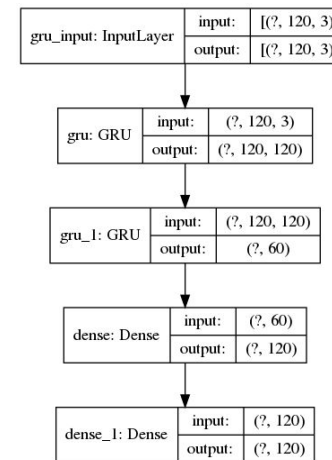 gru_input: InputLayer
input: [(?, 120, 3)]
output: [(?, 120, 3)]
gru: GRU
input: (?, 120, 3)
output: (?, 120, 120)
gru_1: GRU
input: (?, 120, 120)
output: (?, 60)
dense: Dense
input: (?, 60)
output: (?, 120)
dense_1: Dense
input: (?, 120)
output: (?, 120)